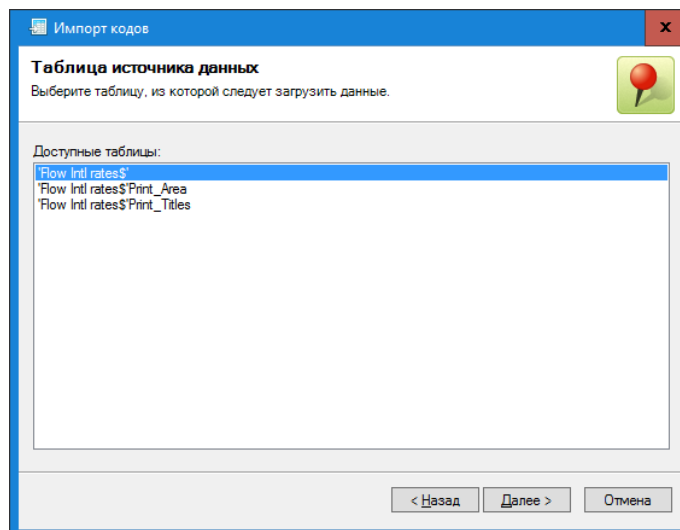 Импорт кодов
x
Таблица источника данных
Выберите таблицу, из которой следует загрузить данные.
Доступные таблицы:
'Flow Intl rates$'
'Flow Intl rates$'Print_Area
'Flow Intl rates$'Print_Titles
< Назад
Далее >
Отмена